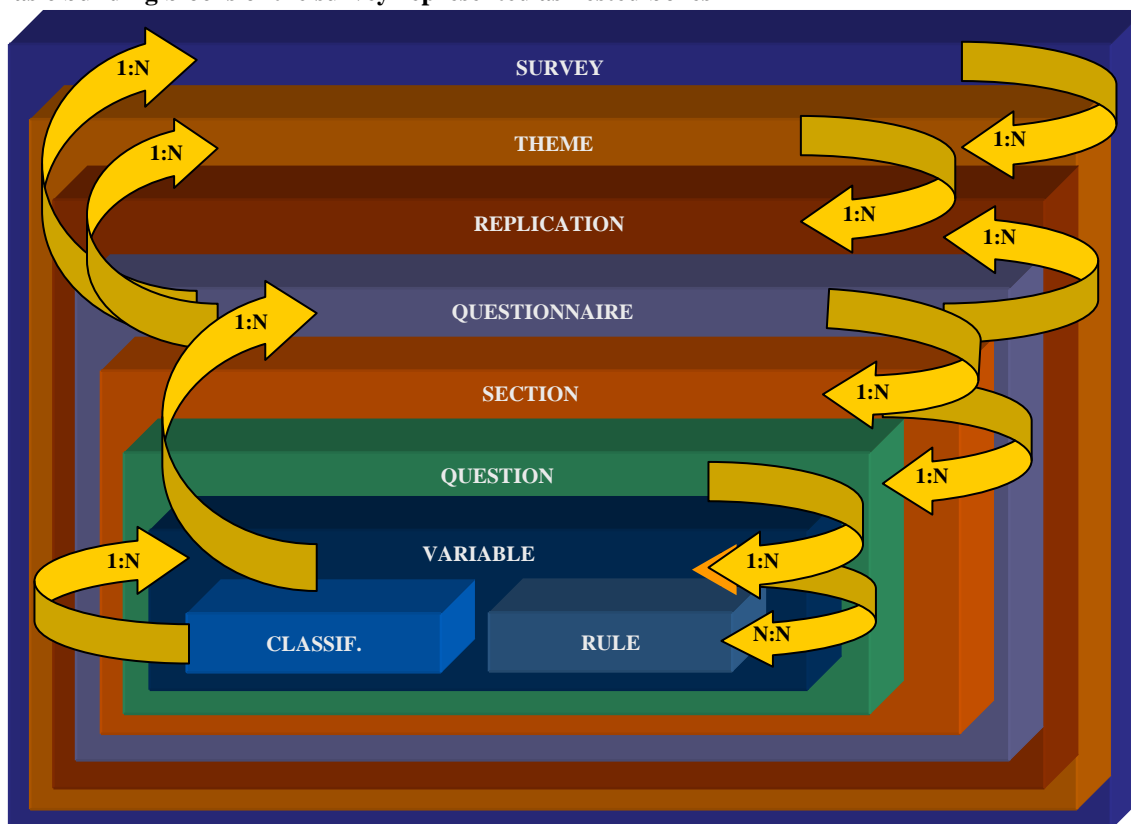 1:N
SURVEY
1:N
THEME
1:N
1:N
REPLICATION
1:N
1:N
QUESTIONNAIRE
1:N
SECTION
1:N
QUESTION
1:N
VARIABLE
1:N
1:N
CLASSIF.
RULE
N:N